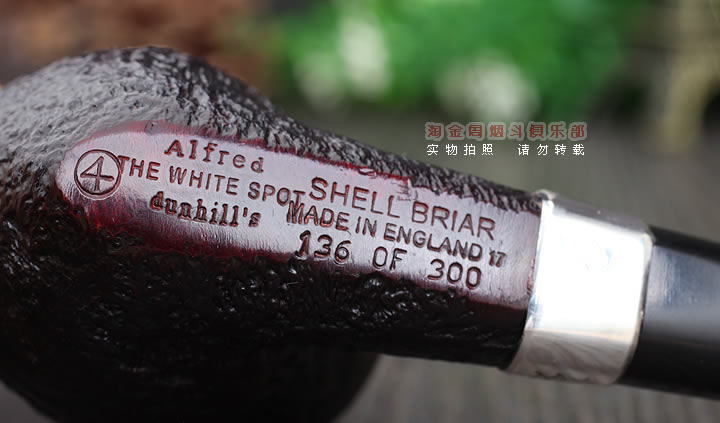 淘金周烟斗俱乐部
实物拍照 请勿转载
4
Alfred
THE WHITE SPOT
dunhill's
SHELL BRIAR
MADE IN ENGLAND 17
136 OF 300